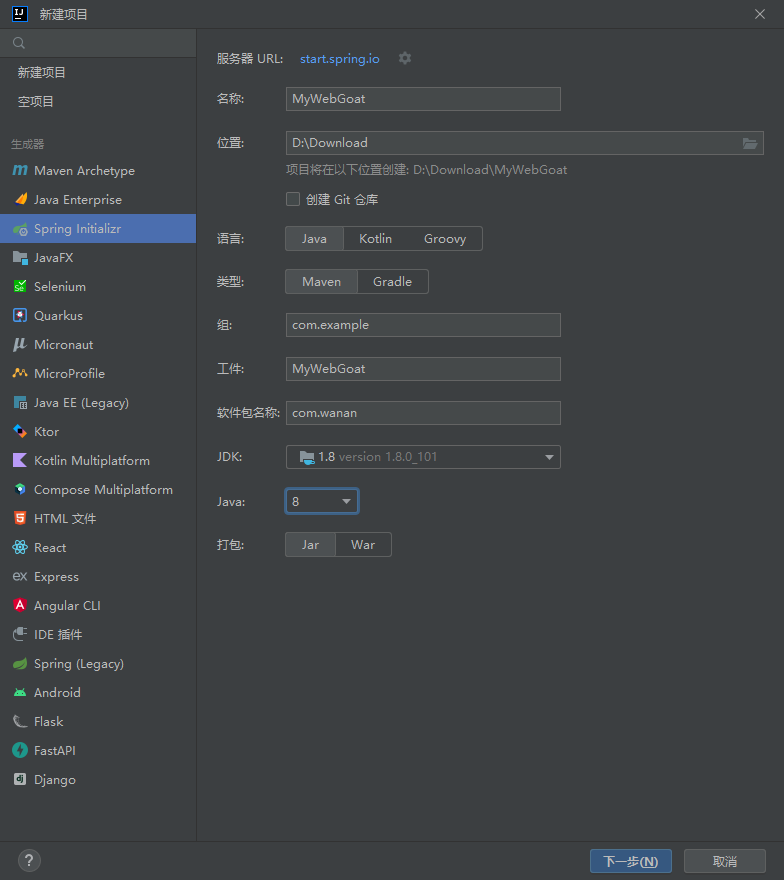 新建项目
新建项目
空项目
生成器
Maven Archetype
Java Enterprise
Spring Initializr
JavaFX
Selenium
Quarkus
Micronaut
MicroProfile
Java EE (Legacy)
Ktor
Kotlin Multiplatform
Compose Multiplatform
HTML 文件
React
Express
Angular CLI
IDE 插件
Spring (Legacy)
Android
Flask
FastAPI
Django
服务器 URL: start.spring.io
名称: MyWebGoat
位置: D:\Download
项目将在以下位置创建: D:\Download\MyWebGoat
创建 Git 仓库
语言: Java Kotlin Groovy
类型: Maven Gradle
组: com.example
工件: MyWebGoat
软件包名称: com.wanan
JDK: 1.8 version 1.8.0_101
Java: 8
打包: Jar War
? 下一步(N) 取消